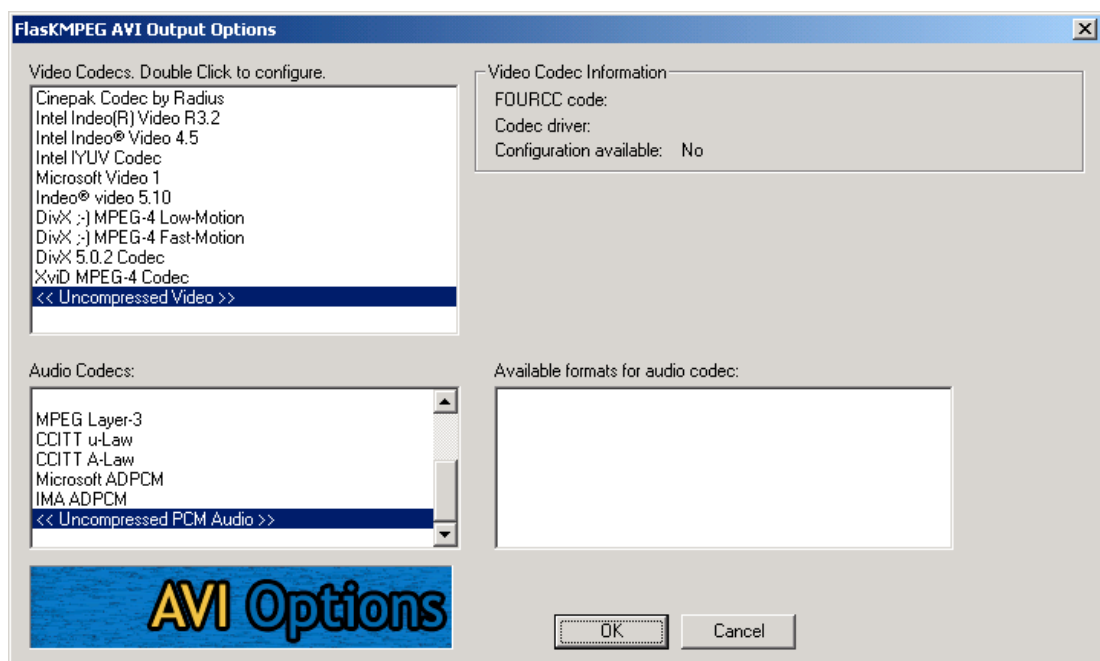 FlasKMPEG AVI Output Options
Video Codecs. Double Click to configure.
Cinepak Codec by Radius
Intel Indeo(R) Video R3.2
Intel Indeo® Video 4.5
Intel IYUV Codec
Microsoft Video 1
Indeo® video 5.10
DivX ;-) MPEG-4 Low-Motion
DivX ;-) MPEG-4 Fast-Motion
DivX 5.0.2 Codec
XviD MPEG-4 Codec
<< Uncompressed Video >>
Video Codec Information
FOURCC code:
Codec driver:
Configuration available: No
Audio Codecs:
MPEG Layer-3
CCITT u-Law
CCITT A-Law
Microsoft ADPCM
IMA ADPCM
<< Uncompressed PCM Audio >>
Available formats for audio codec:
AVI Options
OK
Cancel